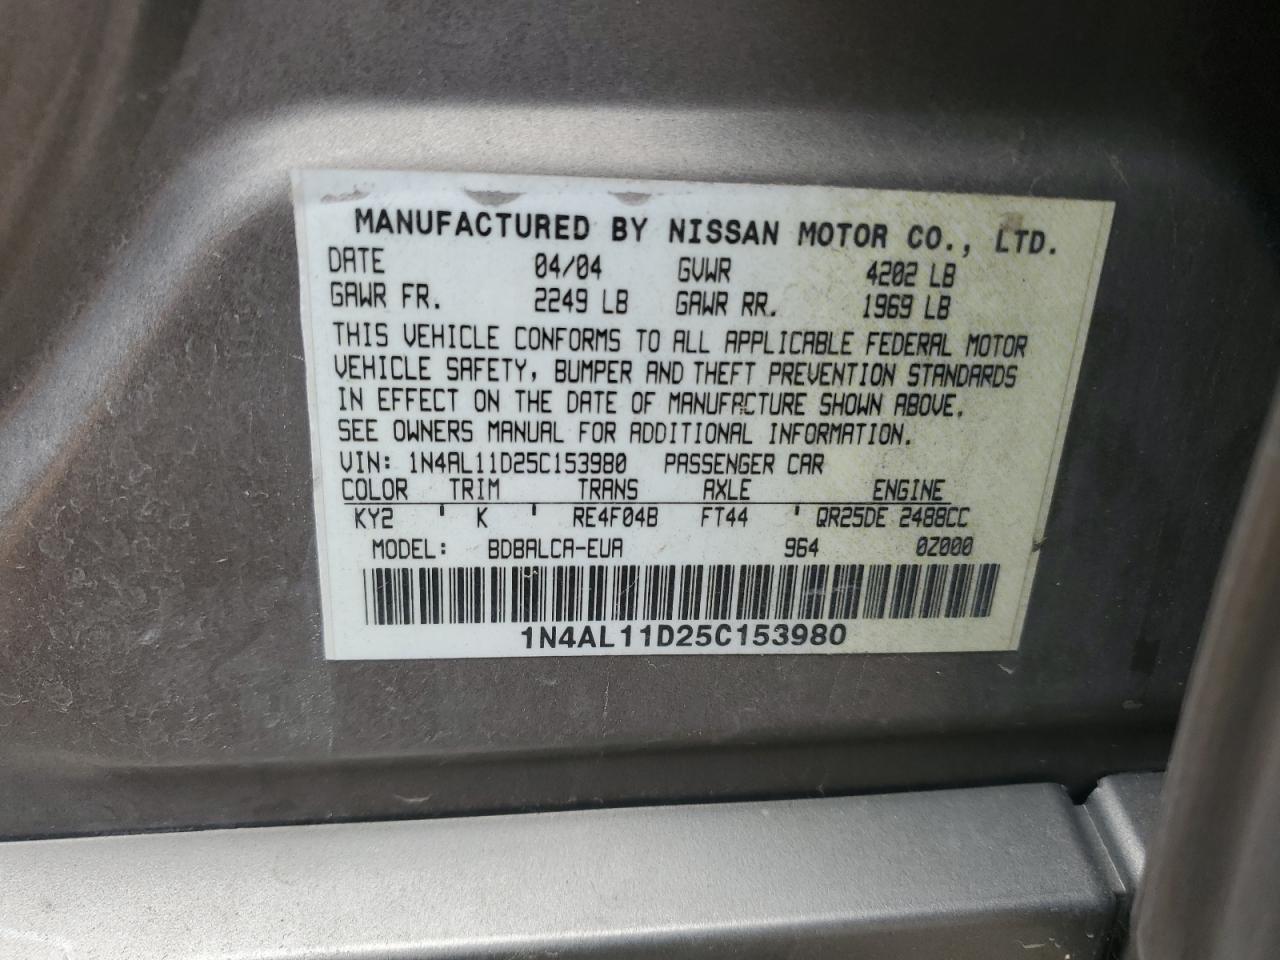 MANUFACTURED BY NISSAN MOTOR CO., LTD.
DATE 04/04 GVWR 4202 LB
GAWR FR. 2249 LB GAWR RR. 1969 LB
THIS VEHICLE CONFORMS TO ALL APPLICABLE FEDERAL MOTOR
VEHICLE SAFETY, BUMPER AND THEFT PREVENTION STANDARDS
IN EFFECT ON THE DATE OF MANUFACTURE SHOWN ABOVE.
SEE OWNERS MANUAL FOR ADDITIONAL INFORMATION.
VIN: 1N4AL11D25C153980 PASSENGER CAR
COLOR TRIM TRANS AXLE ENGINE
KY2 ' K ' RE4F04B FT44 ' QR25DE 2488CC
MODEL: BDBALCA-EUA 964 0Z000
1N4AL11D25C153980